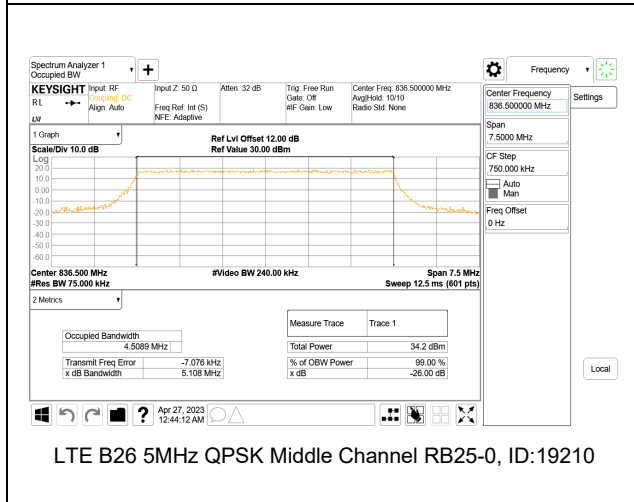 Spectrum Analyzer 1
Occupied BW
Frequency
KEYSIGHT Input: RF Input Z: 50 Ω Atten: 32 dB Trig: Free Run Center Freq: 836.500000 MHz
RL Coupling: DC Gate: Off Avg|Hold: 10/10
Align: Auto Freq Ref: Int (S) #IF Gain: Low Radio Std: None
NFE: Adaptive
LXI
Center Frequency
836.500000 MHz
Settings
Span
7.5000 MHz
CF Step
750.000 kHz
Auto
Man
Freq Offset
0 Hz
Local
1 Graph
Ref Lvl Offset 12.00 dB
Scale/Div 10.0 dB Ref Value 30.00 dBm
Log
20.0
10.0
0.00
-10.0
-20.0
-30.0
-40.0
-50.0
-60.0
Center 836.500 MHz #Video BW 240.00 kHz Span 7.5 MHz
#Res BW 75.000 kHz Sweep 12.5 ms (601 pts)
2 Metrics
Measure Trace Trace 1
Occupied Bandwidth
4.5089 MHz Total Power 34.2 dBm
Transmit Freq Error -7.076 kHz % of OBW Power 99.00 %
x dB Bandwidth 5.108 MHz x dB -26.00 dB
Apr 27, 2023
12:44:12 AM
LTE B26 5MHz QPSK Middle Channel RB25-0, ID:19210